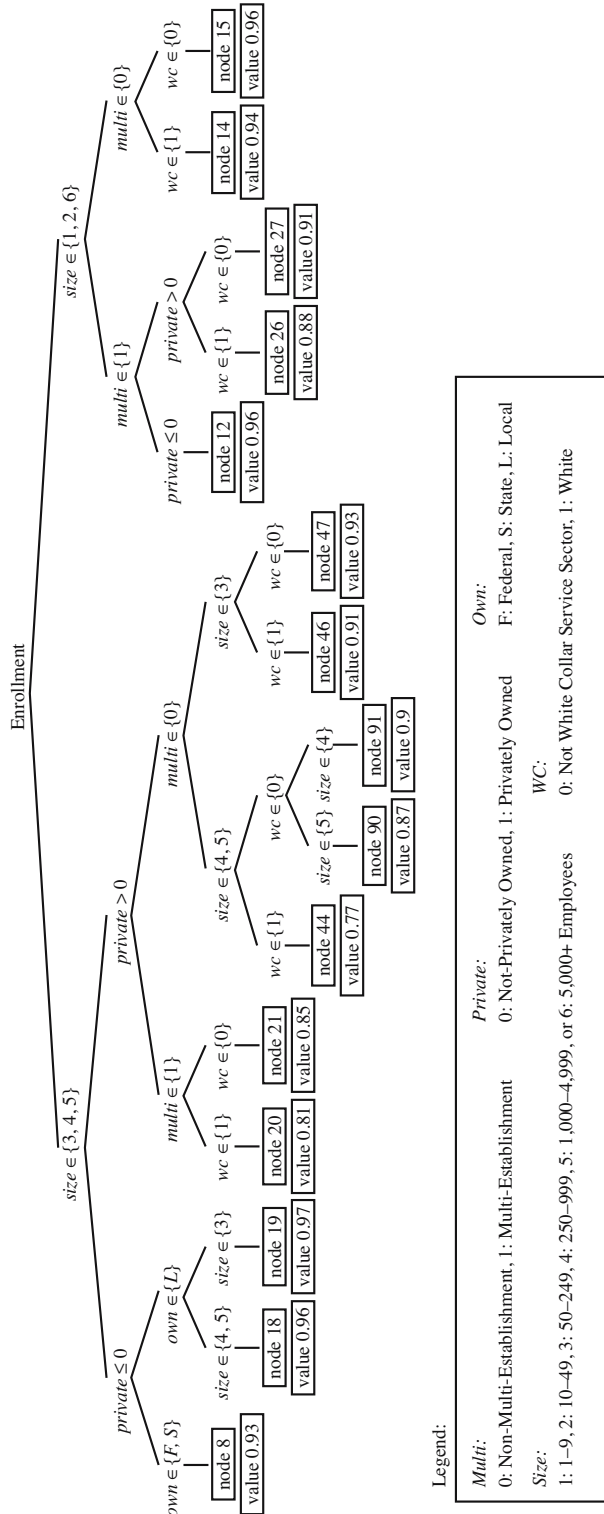 Enrollment
size ∈ {3, 4, 5}
size ∈ {1, 2, 6}
private ≤ 0
private > 0
multi ∈ {1}
multi ∈ {0}
own ∈ {F, S}
own ∈ {L}
multi ∈ {1}
multi ∈ {0}
private ≤ 0
private > 0
wc ∈ {1}
wc ∈ {0}
node 8
value 0.93
size ∈ {4, 5}
size ∈ {3}
wc ∈ {1}
wc ∈ {0}
size ∈ {4, 5}
size ∈ {3}
node 12
value 0.96
wc ∈ {1}
wc ∈ {0}
node 14
value 0.94
node 15
value 0.96
node 18
value 0.96
node 19
value 0.97
node 20
value 0.81
node 21
value 0.85
wc ∈ {1}
wc ∈ {0}
wc ∈ {1}
wc ∈ {0}
node 26
value 0.88
node 27
value 0.91
node 44
value 0.77
size ∈ {5}
size ∈ {4}
node 46
value 0.91
node 47
value 0.93
node 90
value 0.87
node 91
value 0.9
Legend:
Multi:
Private:
Own:
0: Non-Multi-Establishment, 1: Multi-Establishment
0: Not-Privately Owned, 1: Privately Owned
F: Federal, S: State, L: Local
Size:
WC:
1: 1–9, 2: 10–49, 3: 50–249, 4: 250–999, 5: 1,000–4,999, or 6: 5,000+ Employees
0: Not White Collar Service Sector, 1: White